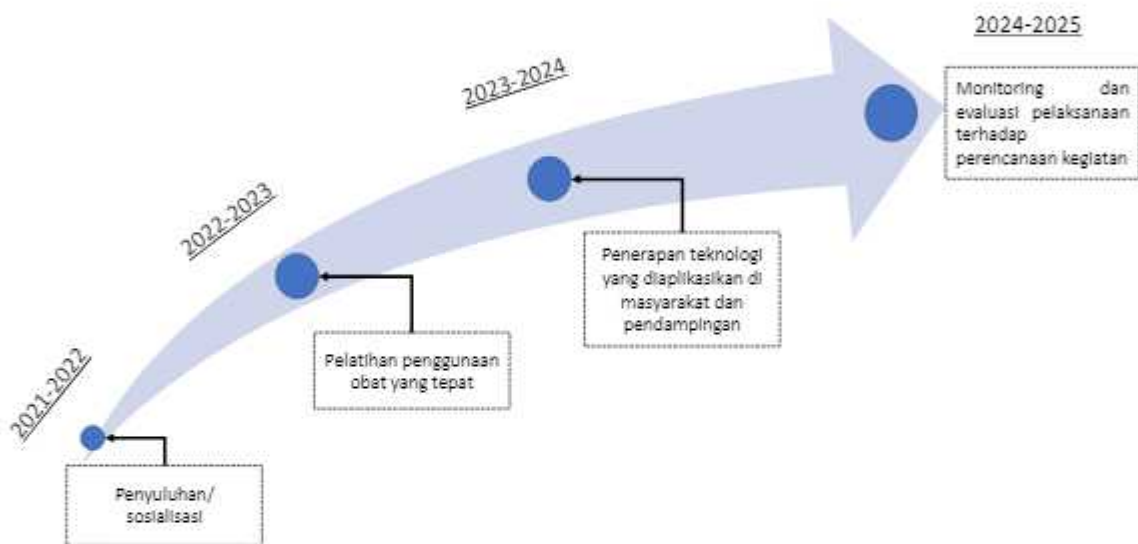 2021-2022
Penyuluhan/
sosialisasi
2022-2023
Pelatihan penggunaan
obat yang tepat
2023-2024
Penerapan teknologi
yang diaplikasikan di
masyarakat dan
pendampingan
2024-2025
Monitoring dan
evaluasi pelaksanaan
terhadap
perencanaan kegiatan